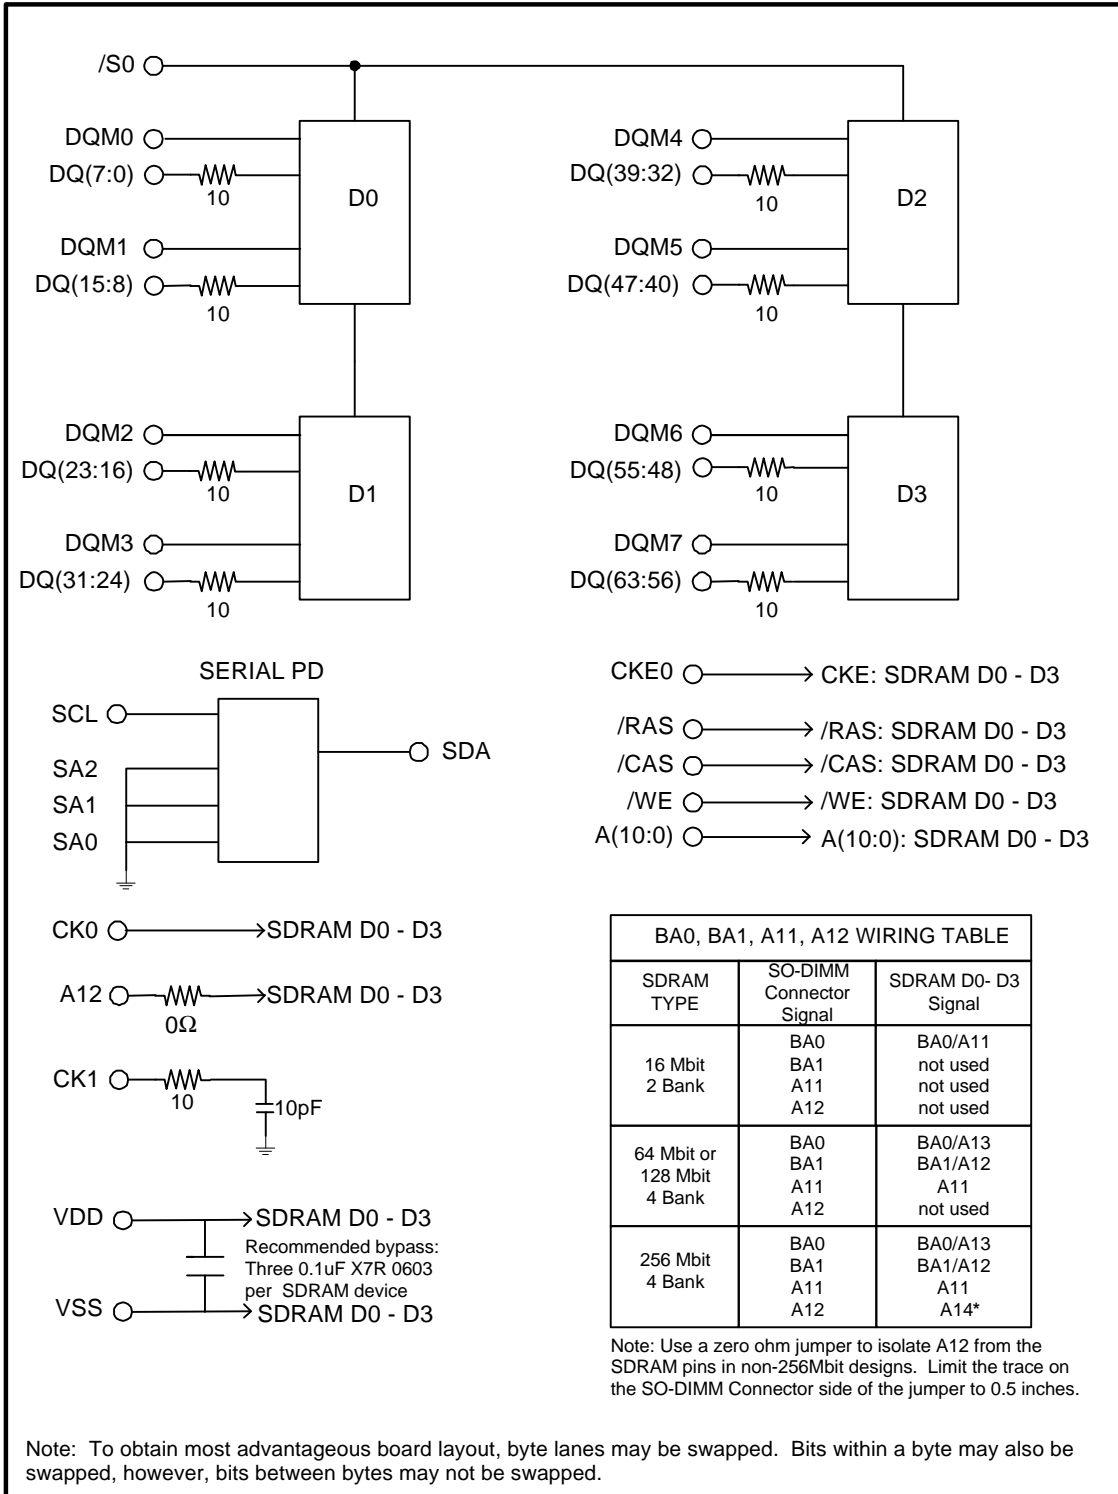 /S0
DQM0
DQ(7:0)
10
D0
DQM1
DQ(15:8)
10
DQM4
DQ(39:32)
10
D2
DQM5
DQ(47:40)
10
DQM2
DQ(23:16)
10
D1
DQM3
DQ(31:24)
10
DQM6
DQ(55:48)
10
D3
DQM7
DQ(63:56)
10
SERIAL PD
SCL
SDA
SA2
SA1
SA0
CKE0
CKE: SDRAM D0 - D3
/RAS
/RAS: SDRAM D0 - D3
/CAS
/CAS: SDRAM D0 - D3
/WE
/WE: SDRAM D0 - D3
A(10:0)
A(10:0): SDRAM D0 - D3
CK0
SDRAM D0 - D3
A12
SDRAM D0 - D3
0Ω
CK1
10
10pF
VDD
SDRAM D0 - D3
Recommended bypass:
Three 0.1uF X7R 0603
per SDRAM device
VSS
SDRAM D0 - D3
BA0, BA1, A11, A12 WIRING TABLE
SDRAM
TYPE
SO-DIMM
Connector
Signal
SDRAM D0- D3
Signal
16 Mbit
2 Bank
BA0
BA1
A11
A12
BA0/A11
not used
not used
not used
64 Mbit or
128 Mbit
4 Bank
BA0
BA1
A11
A12
BA0/A13
BA1/A12
A11
not used
256 Mbit
4 Bank
BA0
BA1
A11
A12
BA0/A13
BA1/A12
A11
A14*
Note: Use a zero ohm jumper to isolate A12 from the
SDRAM pins in non-256Mbit designs. Limit the trace on
the SO-DIMM Connector side of the jumper to 0.5 inches.
Note: To obtain most advantageous board layout, byte lanes may be swapped. Bits within a byte may also be
swapped, however, bits between bytes may not be swapped.